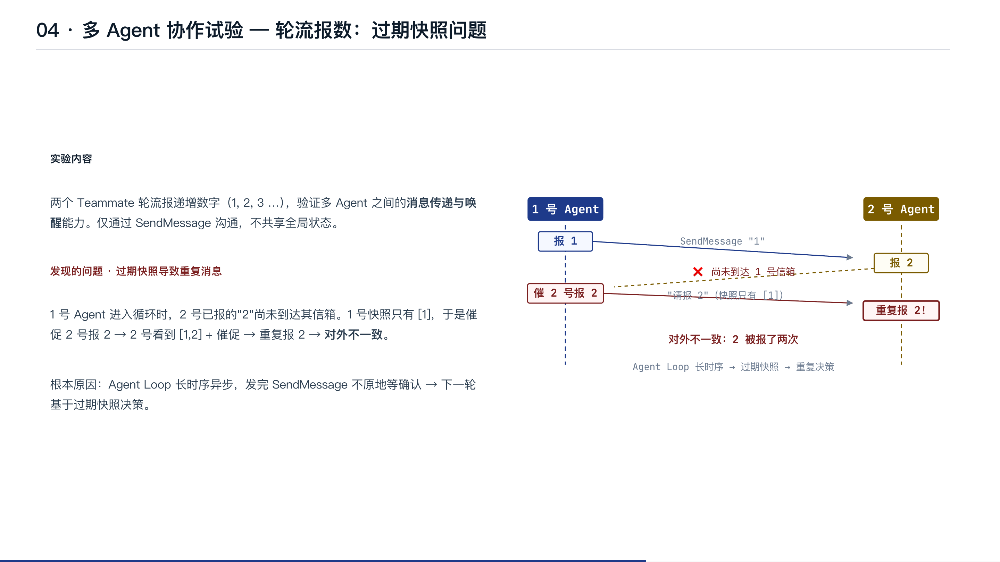 04 · 多 Agent 协作试验 — 轮流报数：过期快照问题
实验内容
两个 Teammate 轮流报递增数字（1, 2, 3 …），验证多 Agent 之间的消息传递与唤
醒能力。仅通过 SendMessage 沟通，不共享全局状态。
发现的问题 · 过期快照导致重复消息
1 号 Agent 进入循环时，2 号已报的"2"尚未到达其信箱。1 号快照只有 [1]，于是催
促 2 号报 2 → 2 号看到 [1,2] + 催促 → 重复报 2 → 对外不一致。
根本原因：Agent Loop 长时序异步，发完 SendMessage 不原地等确认 → 下一轮
基于过期快照决策。
1 号 Agent
2 号 Agent
报 1
SendMessage "1"
报 2
❌ 尚未到达 1 号信箱
催 2 号报 2
"请报 2"（快照只有 [1]）
重复报 2!
对外不一致：2 被报了两次
Agent Loop 长时序 → 过期快照 → 重复决策